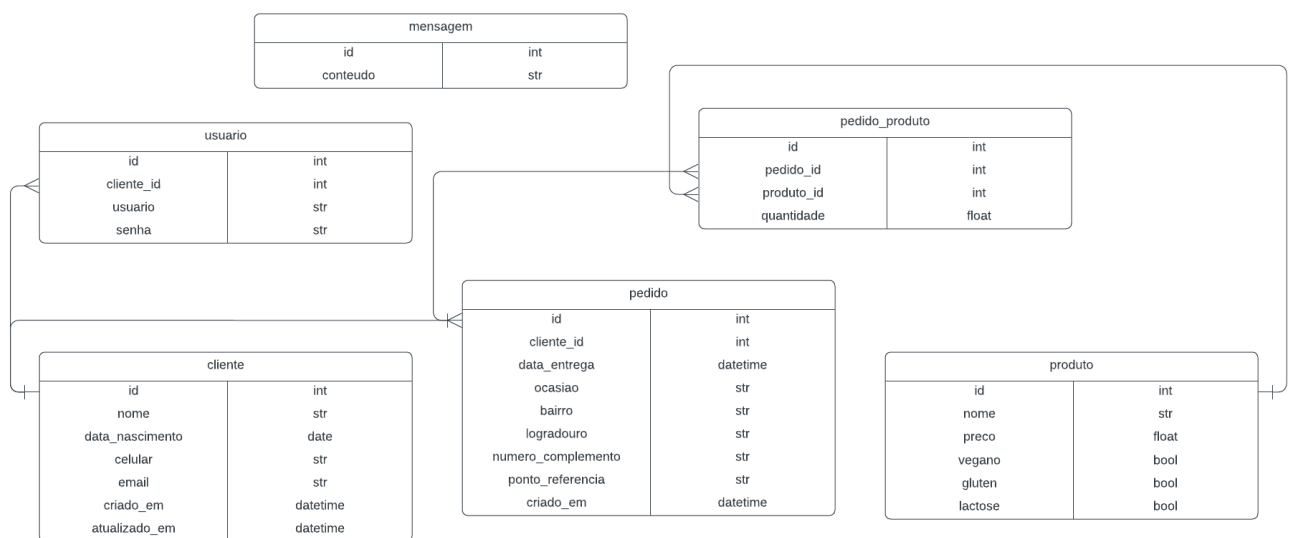 mensagem
id int
conteudo str
usuario
id int
cliente_id int
usuario str
senha str
pedido_produto
id int
pedido_id int
produto_id int
quantidade float
pedido
id int
cliente_id int
data_entrega datetime
ocasiao str
bairro str
logradouro str
numero_complemento str
ponto_referencia str
criado_em datetime
cliente
id int
nome str
data_nascimento date
celular str
email str
criado_em datetime
atualizado_em datetime
produto
id int
nome str
preco float
vegano bool
gluten bool
lactose bool